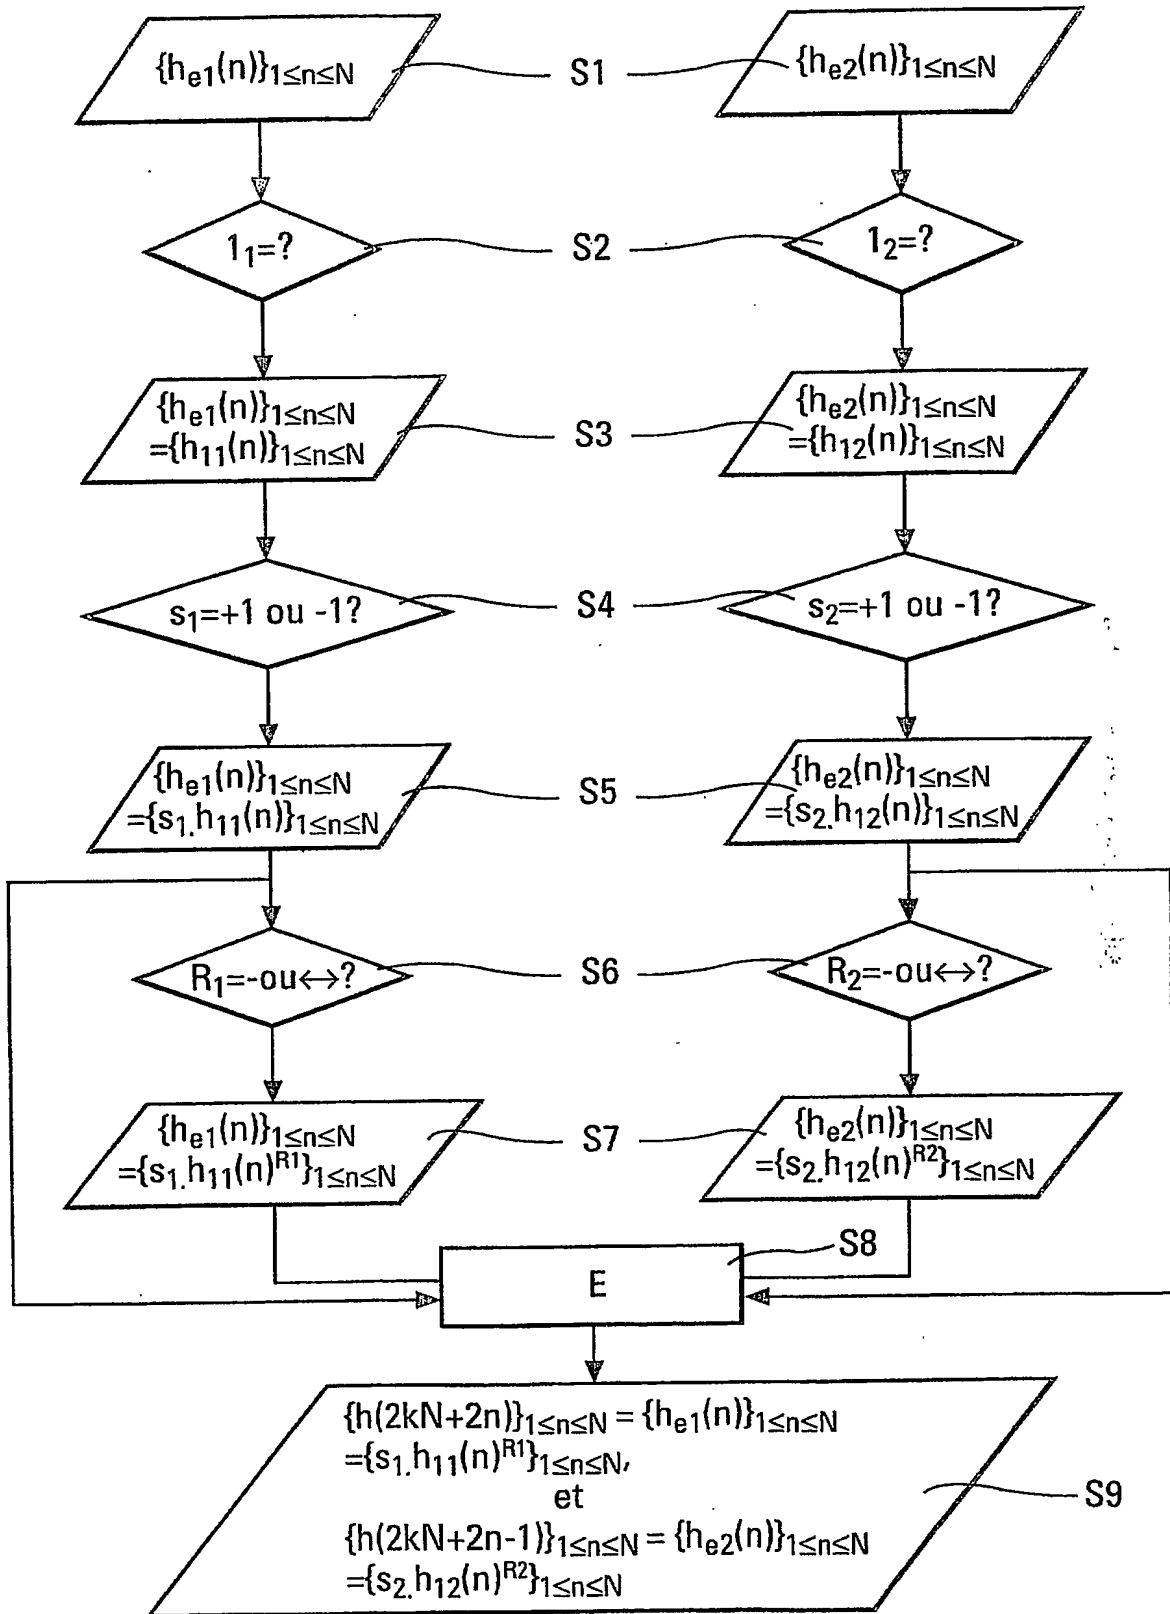 {he1(n)}1≤n≤N
S1
{he2(n)}1≤n≤N
11=?
S2
12=?
{he1(n)}1≤n≤N
={h11(n)}1≤n≤N
S3
{he2(n)}1≤n≤N
={h12(n)}1≤n≤N
s1=+1 ou -1?
S4
s2=+1 ou -1?
{he1(n)}1≤n≤N
={s1.h11(n)}1≤n≤N
S5
{he2(n)}1≤n≤N
={s2.h12(n)}1≤n≤N
R1=-ou↔?
S6
R2=-ou↔?
{he1(n)}1≤n≤N
={s1.h11(n)R1}1≤n≤N
S7
{he2(n)}1≤n≤N
={s2.h12(n)R2}1≤n≤N
S8
E
{h(2kN+2n)}1≤n≤N = {he1(n)}1≤n≤N
={s1.h11(n)R1}1≤n≤N,
et
{h(2kN+2n-1)}1≤n≤N = {he2(n)}1≤n≤N
={s2.h12(n)R2}1≤n≤N
S9